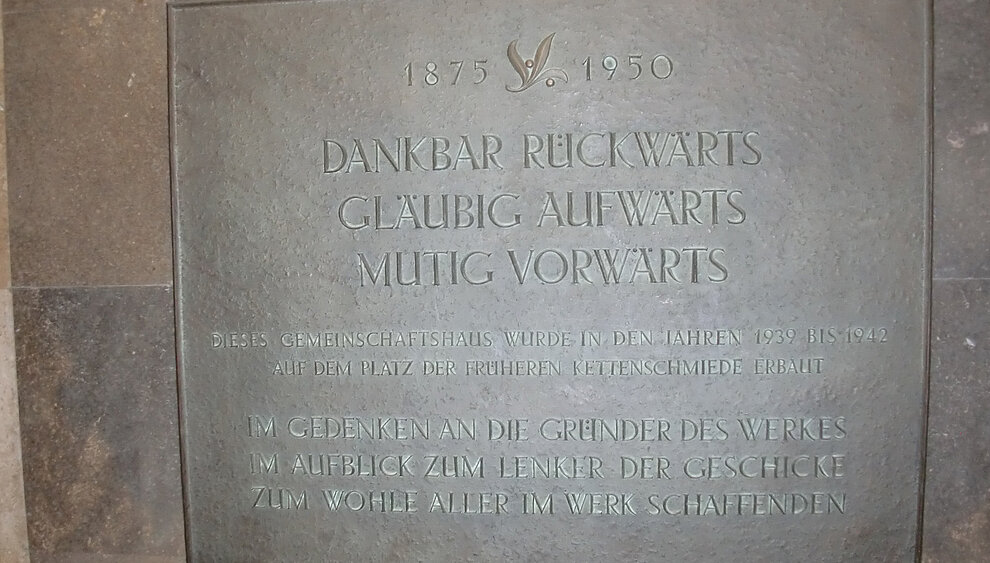 1875 1950
DANKBAR RÜCKWÄRTS
GLÄUBIG AUFWÄRTS
MUTIG VORWÄRTS
DIESES GEMEINSCHAFTSHAUS WURDE IN DEN JAHREN 1939 BIS 1942
AUF DEM PLATZ DER FRÜHEREN KETTENSCHMIEDE ERBAUT
IM GEDENKEN AN DIE GRÜNDER DES WERKES
IM AUFBLICK ZUM LENKER DER GESCHICKE
ZUM WOHLE ALLER IM WERK SCHAFFENDEN